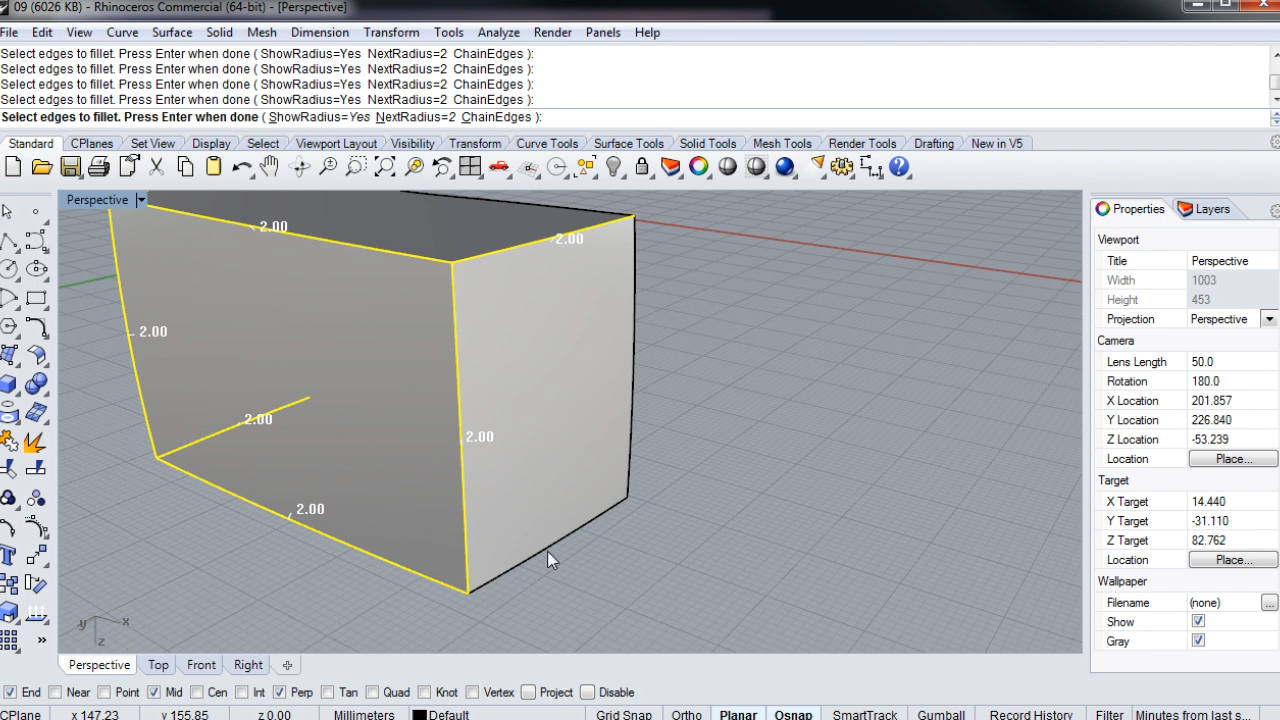 09 (6026 KB) - Rhinoceros Commercial (64-bit) - [Perspective]
File Edit View Curve Surface Solid Mesh Dimension Transform Tools Analyze Render Panels Help
Select edges to fillet. Press Enter when done ( ShowRadius=Yes NextRadius=2 ChainEdges ):
Select edges to fillet. Press Enter when done ( ShowRadius=Yes NextRadius=2 ChainEdges ):
Select edges to fillet. Press Enter when done ( ShowRadius=Yes NextRadius=2 ChainEdges ):
Select edges to fillet. Press Enter when done ( ShowRadius=Yes NextRadius=2 ChainEdges ):
Select edges to fillet. Press Enter when done ( ShowRadius=Yes NextRadius=2 ChainEdges ):
Standard CPlanes Set View Display Select Viewport Layout Visibility Transform Curve Tools Surface Tools Solid Tools Mesh Tools Render Tools Drafting New in V5
Perspective
2.00
2.00
2.00
2.00
2.00
2.00
y x
z
Properties Layers
Viewport
Title Perspective
Width 1003
Height 453
Projection Perspective
Camera
Lens Length 50.0
Rotation 180.0
X Location 201.857
Y Location 226.840
Z Location -53.239
Location Place...
Target
X Target 14.440
Y Target -31.110
Z Target 82.762
Location Place...
Wallpaper
Filename (none) ...
Show
Gray
Perspective Top Front Right
End Near Point Mid Cen Int Perp Tan Quad Knot Vertex Project Disable
CPlane x 147.23 y 155.85 z 0.00 Millimeters Default Grid Snap Ortho Planar Osnap SmartTrack Gumball Record History Filter Minutes from last s...